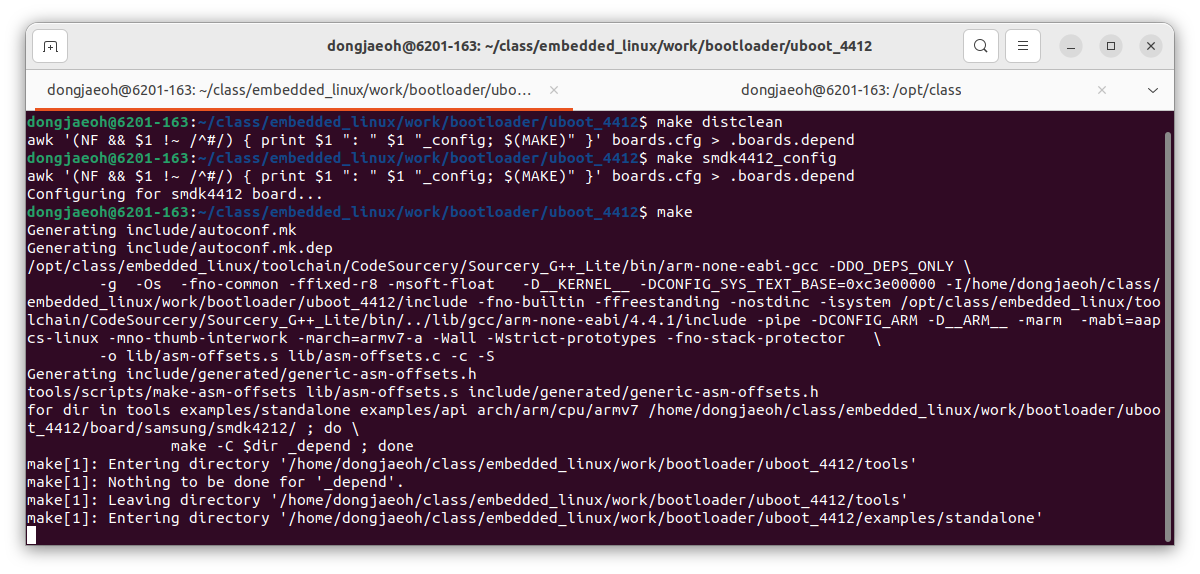 dongjaeoh@6201-163: ~/class/embedded_linux/work/bootloader/uboot_4412
dongjaeoh@6201-163: ~/class/embedded_linux/work/bootloader/ubo...
dongjaeoh@6201-163: /opt/class
dongjaeoh@6201-163:~/class/embedded_linux/work/bootloader/uboot_4412$ make distclean
awk '(NF && $1 !~ /^#/) { print $1 ": " $1 "_config; $(MAKE)" }' boards.cfg > .boards.depend
dongjaeoh@6201-163:~/class/embedded_linux/work/bootloader/uboot_4412$ make smdk4412_config
awk '(NF && $1 !~ /^#/) { print $1 ": " $1 "_config; $(MAKE)" }' boards.cfg > .boards.depend
Configuring for smdk4412 board...
dongjaeoh@6201-163:~/class/embedded_linux/work/bootloader/uboot_4412$ make
Generating include/autoconf.mk
Generating include/autoconf.mk.dep
/opt/class/embedded_linux/toolchain/CodeSourcery/Sourcery_G++_Lite/bin/arm-none-eabi-gcc -DDO_DEPS_ONLY \
-g -Os -fno-common -ffixed-r8 -msoft-float -D__KERNEL__ -DCONFIG_SYS_TEXT_BASE=0xc3e00000 -I/home/dongjaeoh/class/
embedded_linux/work/bootloader/uboot_4412/include -fno-builtin -ffreestanding -nostdinc -isystem /opt/class/embedded_linux/too
lchain/CodeSourcery/Sourcery_G++_Lite/bin/../lib/gcc/arm-none-eabi/4.4.1/include -pipe -DCONFIG_ARM -D__ARM__ -marm -mabi=aap
cs-linux -mno-thumb-interwork -march=armv7-a -Wall -Wstrict-prototypes -fno-stack-protector \
-o lib/asm-offsets.s lib/asm-offsets.c -c -S
Generating include/generated/generic-asm-offsets.h
tools/scripts/make-asm-offsets lib/asm-offsets.s include/generated/generic-asm-offsets.h
for dir in tools examples/standalone examples/api arch/arm/cpu/armv7 /home/dongjaeoh/class/embedded_linux/work/bootloader/uboo
t_4412/board/samsung/smdk4212/ ; do \
make -C $dir _depend ; done
make[1]: Entering directory '/home/dongjaeoh/class/embedded_linux/work/bootloader/uboot_4412/tools'
make[1]: Nothing to be done for '_depend'.
make[1]: Leaving directory '/home/dongjaeoh/class/embedded_linux/work/bootloader/uboot_4412/tools'
make[1]: Entering directory '/home/dongjaeoh/class/embedded_linux/work/bootloader/uboot_4412/examples/standalone'